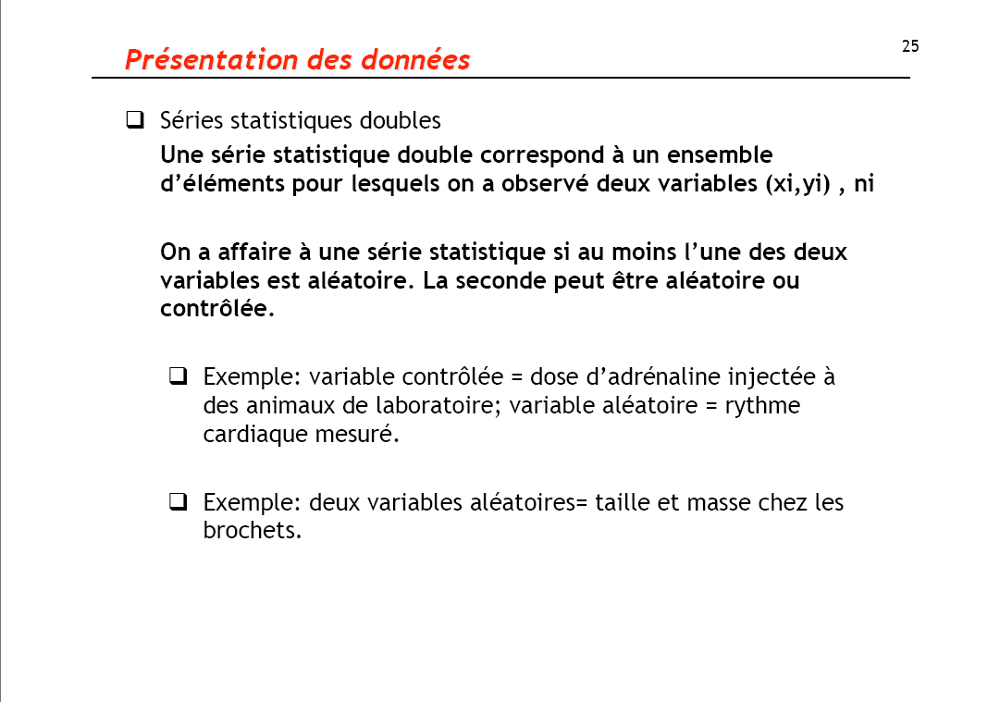 25
Présentation des données
Séries statistiques doubles
Une série statistique double correspond à un ensemble
d’éléments pour lesquels on a observé deux variables (xi,yi) , ni
On a affaire à une série statistique si au moins l’une des deux
variables est aléatoire. La seconde peut être aléatoire ou
contrôlée.
Exemple: variable contrôlée = dose d’adrénaline injectée à
des animaux de laboratoire; variable aléatoire = rythme
cardiaque mesuré.
Exemple: deux variables aléatoires= taille et masse chez les
brochets.